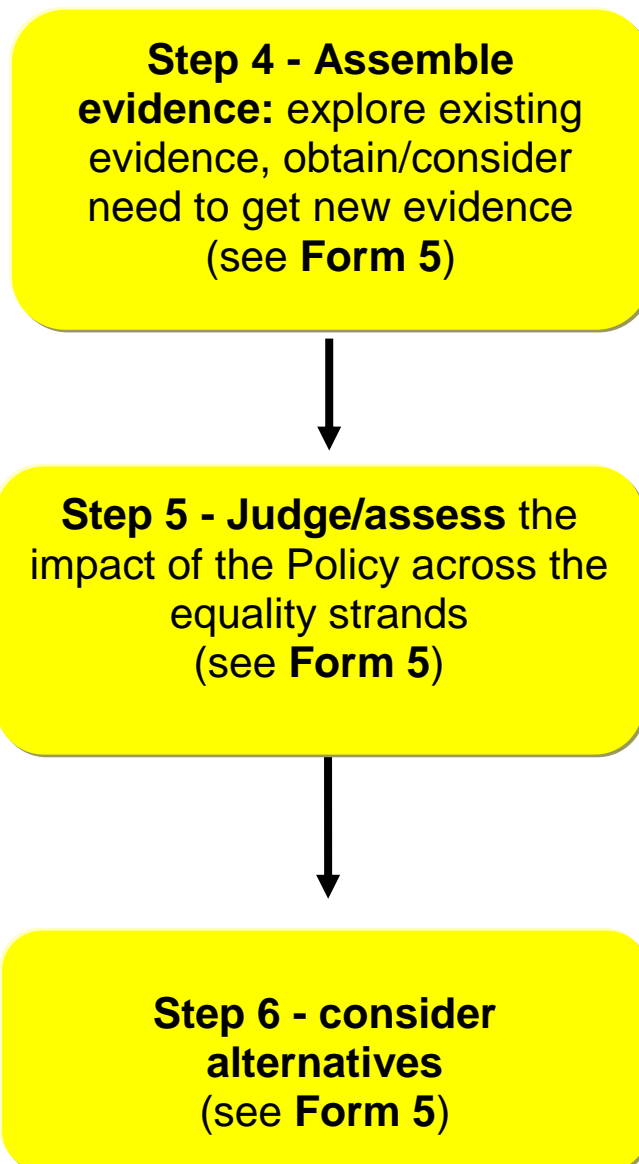 Step 4 - Assemble
evidence: explore existing
evidence, obtain/consider
need to get new evidence
(see Form 5)
Step 5 - Judge/assess the
impact of the Policy across the
equality strands
(see Form 5)
Step 6 - consider
alternatives
(see Form 5)